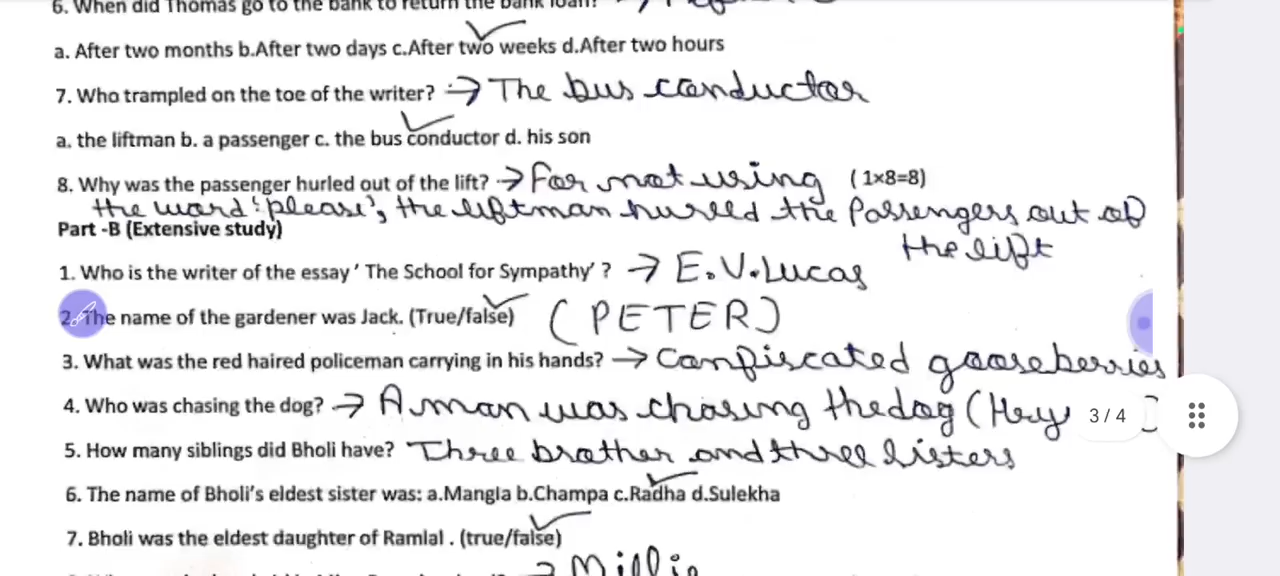 6. When did Thomas go to the bank to return the bank loan?
a. After two months b.After two days c.After two weeks d.After two hours
7. Who trampled on the toe of the writer? → The bus conductor
a. the liftman b. a passenger c. the bus conductor d. his son
8. Why was the passenger hurled out of the lift? → For not using (1×8=8)
the word 'please', the liftman hurled the Passengers out of
the lift
Part -B (Extensive study)
1. Who is the writer of the essay ' The School for Sympathy' ? → E.V.Lucas
2. The name of the gardener was Jack. (True/false) (PETER)
3. What was the red haired policeman carrying in his hands? → Confiscated gooseberries
4. Who was chasing the dog? → A man was chasing the dog (
3 / 4
5. How many siblings did Bholi have? Three brother and three sisters
6. The name of Bholi's eldest sister was: a.Mangla b.Champa c.Radha d.Sulekha
7. Bholi was the eldest daughter of Ramlal . (true/false)